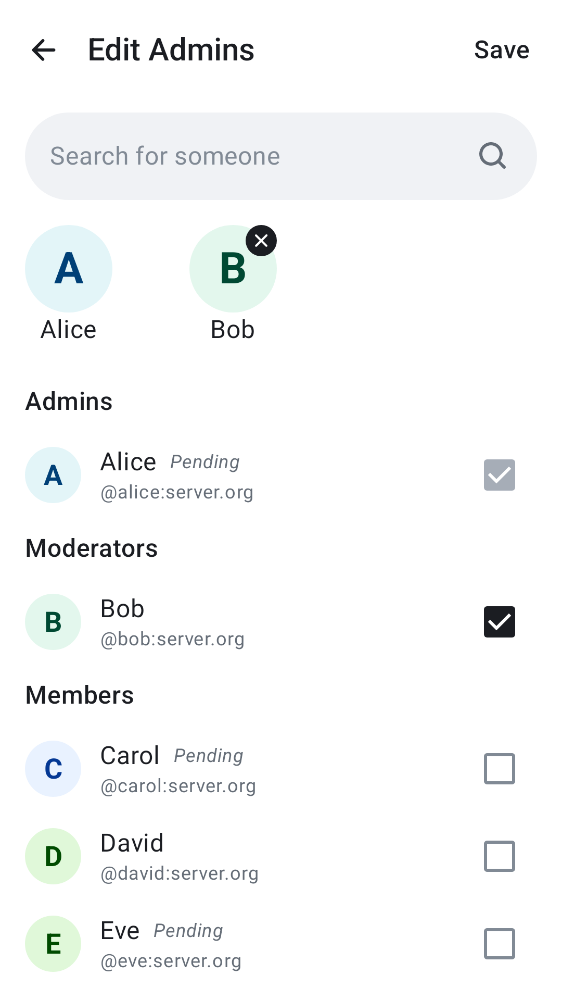 Edit Admins
Save
Search for someone
A
B
Alice
Bob
Admins
A
Alice Pending
@alice:server.org
Moderators
B
Bob
@bob:server.org
Members
C
Carol Pending
@carol:server.org
D
David
@david:server.org
E
Eve Pending
@eve:server.org